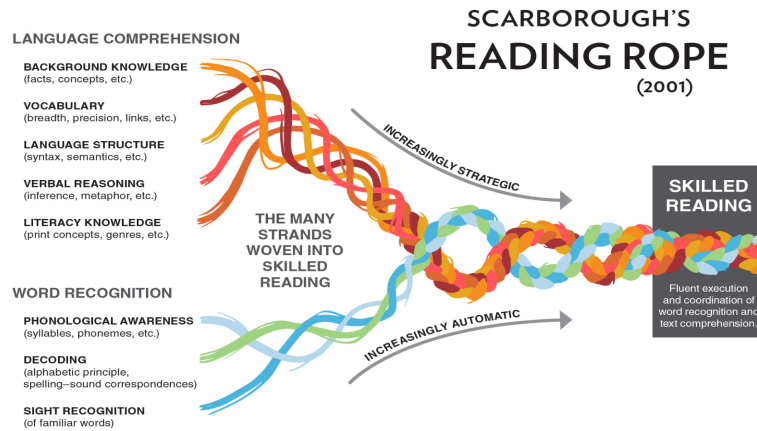 SCARBOROUGH'S
READING ROPE
(2001)
LANGUAGE COMPREHENSION
BACKGROUND KNOWLEDGE
(facts, concepts, etc.)
VOCABULARY
(breadth, precision, links, etc.)
LANGUAGE STRUCTURE
(syntax, semantics, etc.)
VERBAL REASONING
(inference, metaphor, etc.)
LITERACY KNOWLEDGE
(print concepts, genres, etc.)
WORD RECOGNITION
PHONOLOGICAL AWARENESS
(syllables, phonemes, etc.)
DECODING
(alphabetic principle,
spelling–sound correspondences)
SIGHT RECOGNITION
(of familiar words)
THE MANY
STRANDS
WOVEN INTO
SKILLED
READING
INCREASINGLY STRATEGIC
INCREASINGLY AUTOMATIC
SKILLED
READING
Fluent execution
and coordination of
word recognition and
text comprehension.